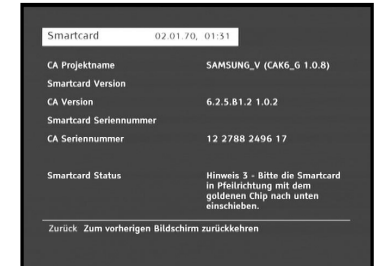 Smartcard 02.01.70, 01:31
CA Projektname SAMSUNG_V (CAK6_G 1.0.8)
Smartcard Version
CA Version 6.2.5.81.2 1.0.2
Smartcard Seriennummer
CA Seriennummer 12 2788 2496 17
Smartcard Status Hinweis 3 - Bitte die Smartcard
in Pfeilrichtung mit dem
goldenen Chip nach unten
einschieben.
Zurück Zum vorherigen Bildschirm zurückkehren